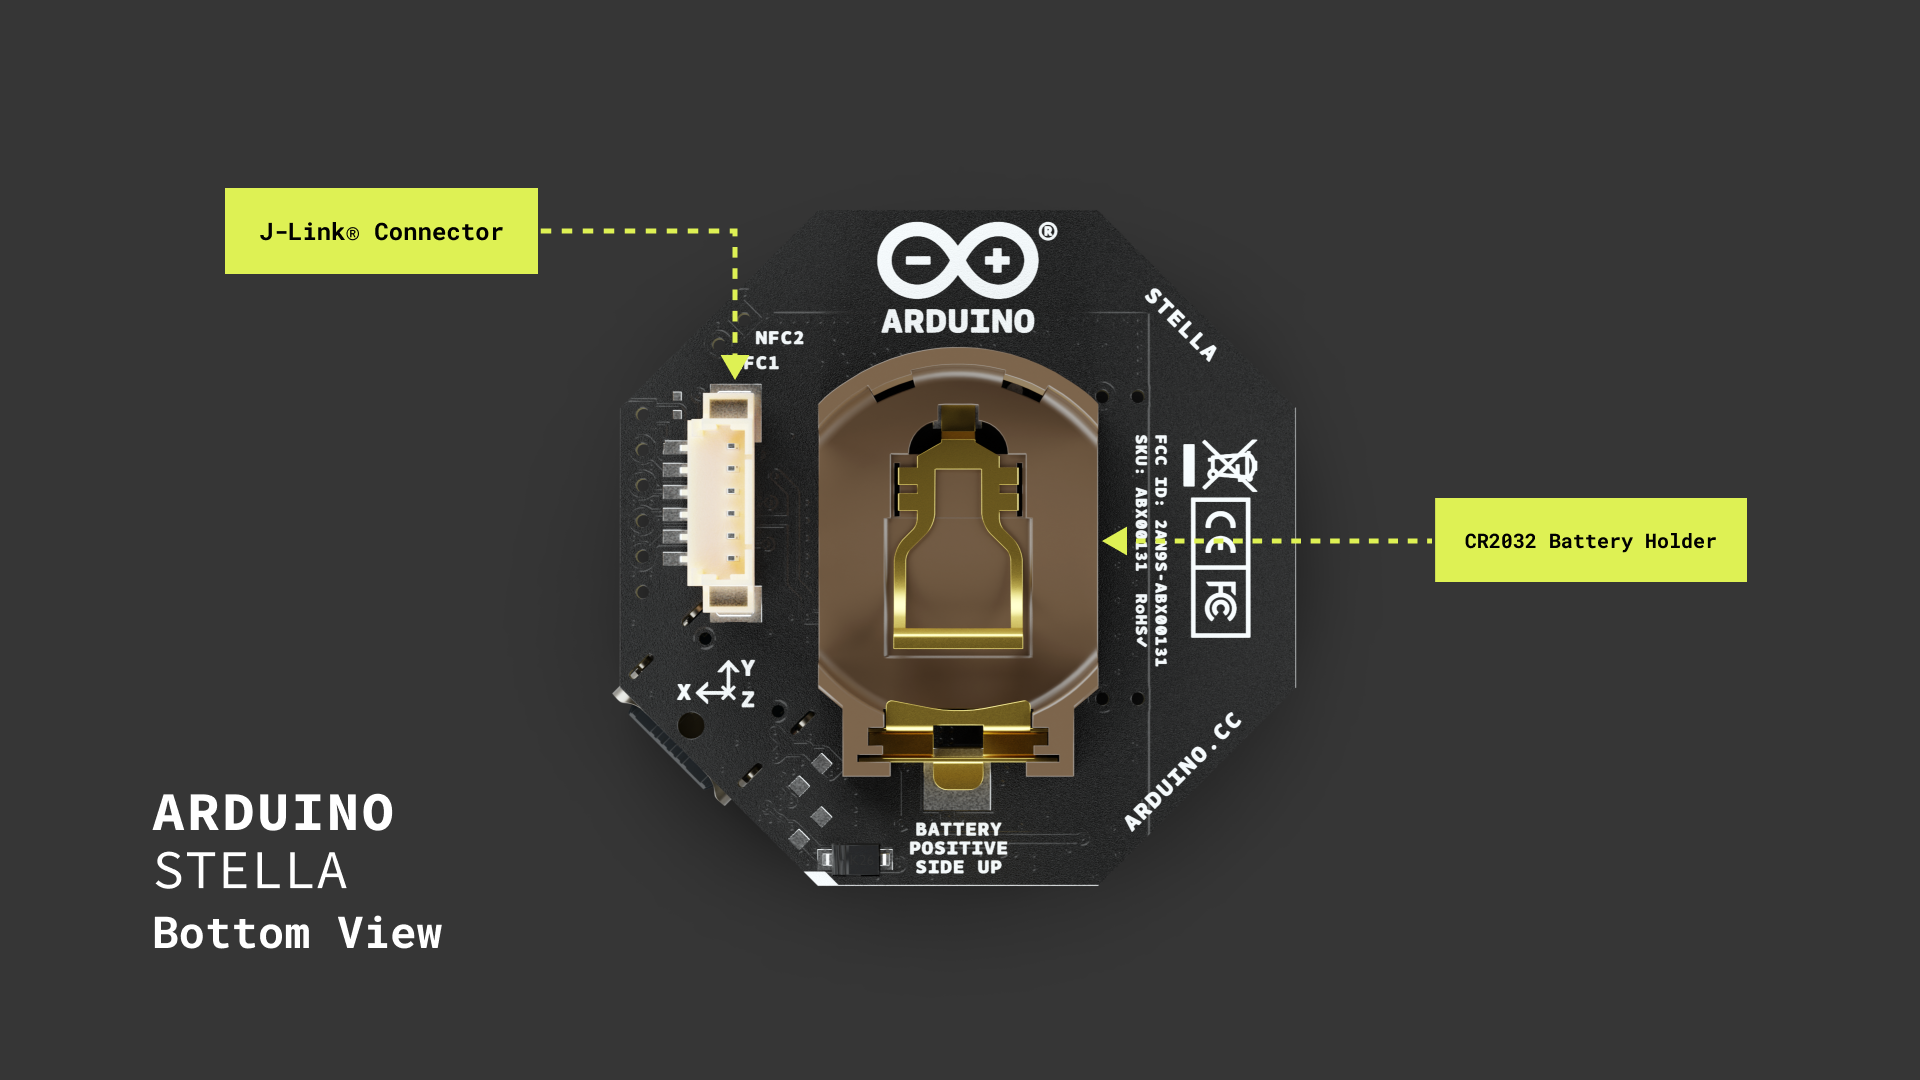 J-Link® Connector
®
ARDUINO
STELLA
NFC2
FC1
FCC ID: 2AN9S-ABX00131
SKU: ABX00131 RoHS✓
CE
FC
CR2032 Battery Holder
Y
X
Z
ARDUINO.CC
BATTERY
POSITIVE
SIDE UP
ARDUINO
STELLA
Bottom View